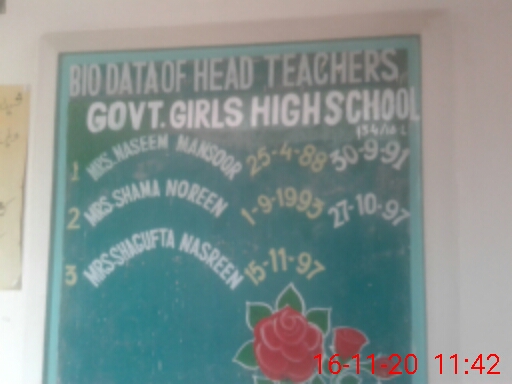 BIO DATA OF HEAD TEACHERS
GOVT. GIRLS HIGH SCHOOL
1 MRS. NASEEM MANSOOR 25-4-88 30-9-91
2 MRS. SHAMA NOREEN 1-9-1993 27-10-97
3 MRS SHAGUFTA NASREEN 15-11-97
16-11-20 11:42